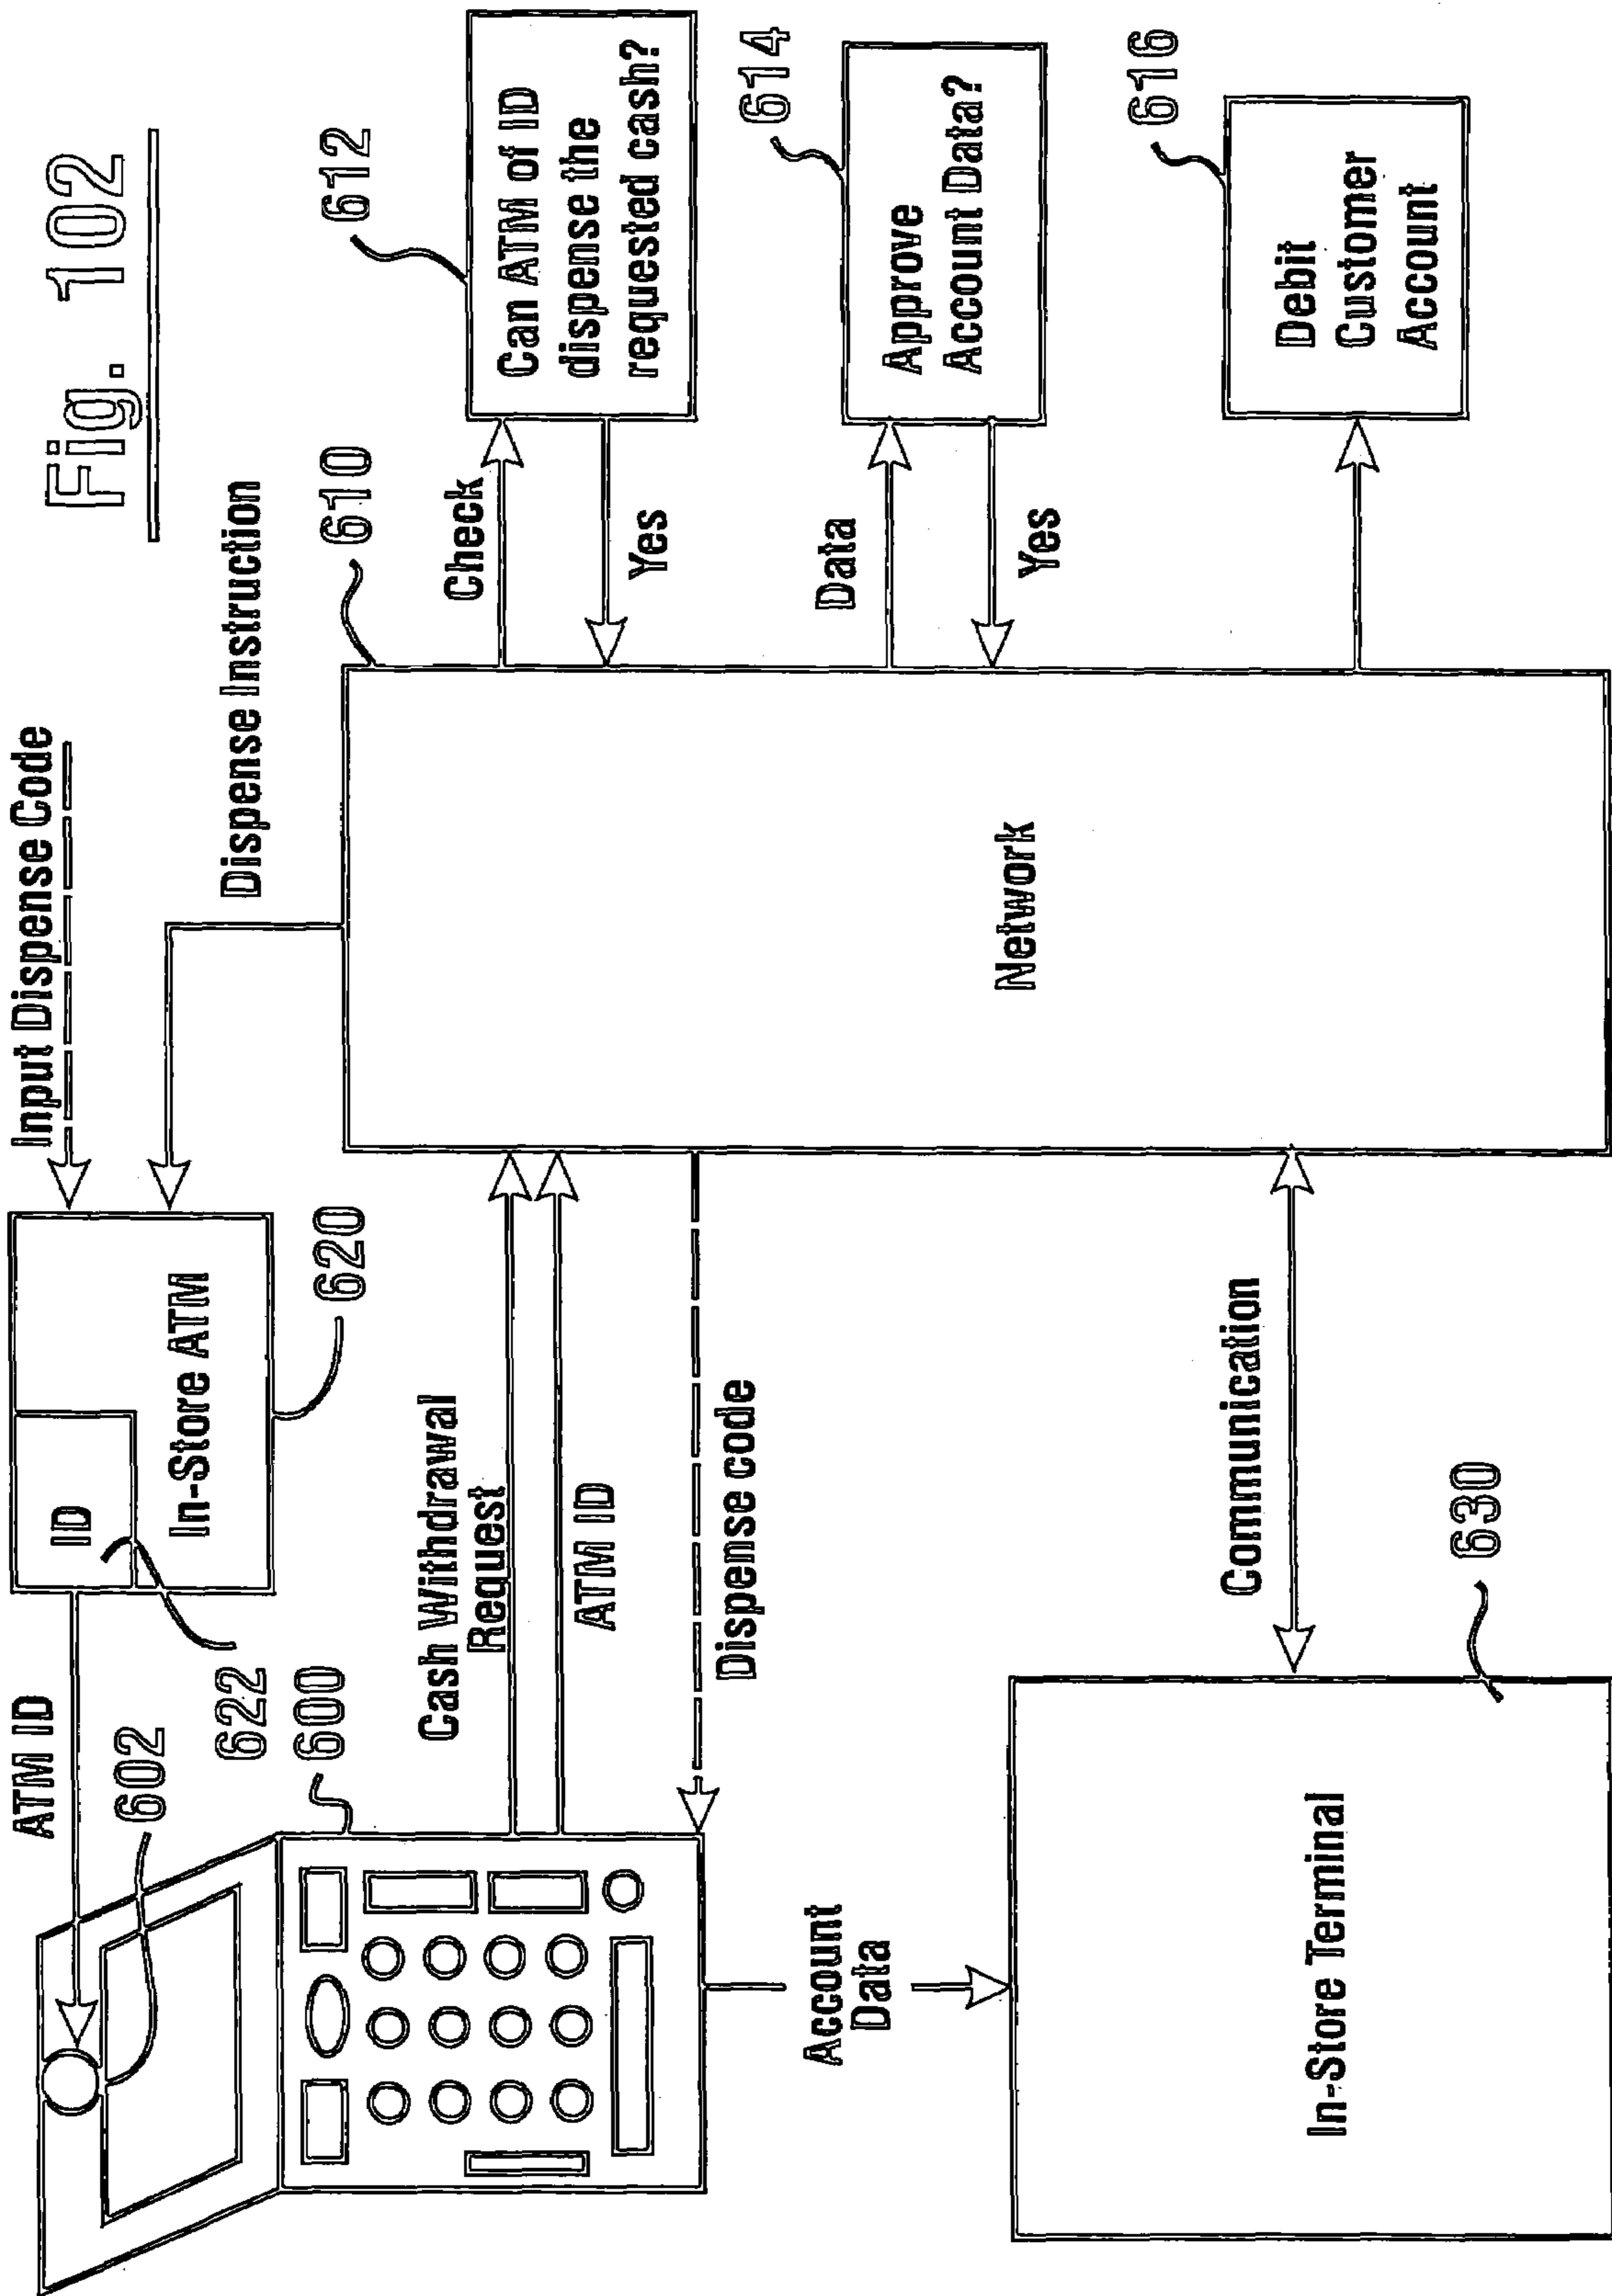 Fig. 102
Input Dispense Code
Dispense Instruction
ATM ID
ID
In-Store ATM
620
622
602
600
610
Cash Withdrawal
Request
ATM ID
Dispense code
Network
Check
Yes
612
Can ATM of ID
dispense the
requested cash?
Data
Yes
614
Approve
Account Data?
616
Debit
Customer
Account
Account
Data
Communication
In-Store Terminal
630